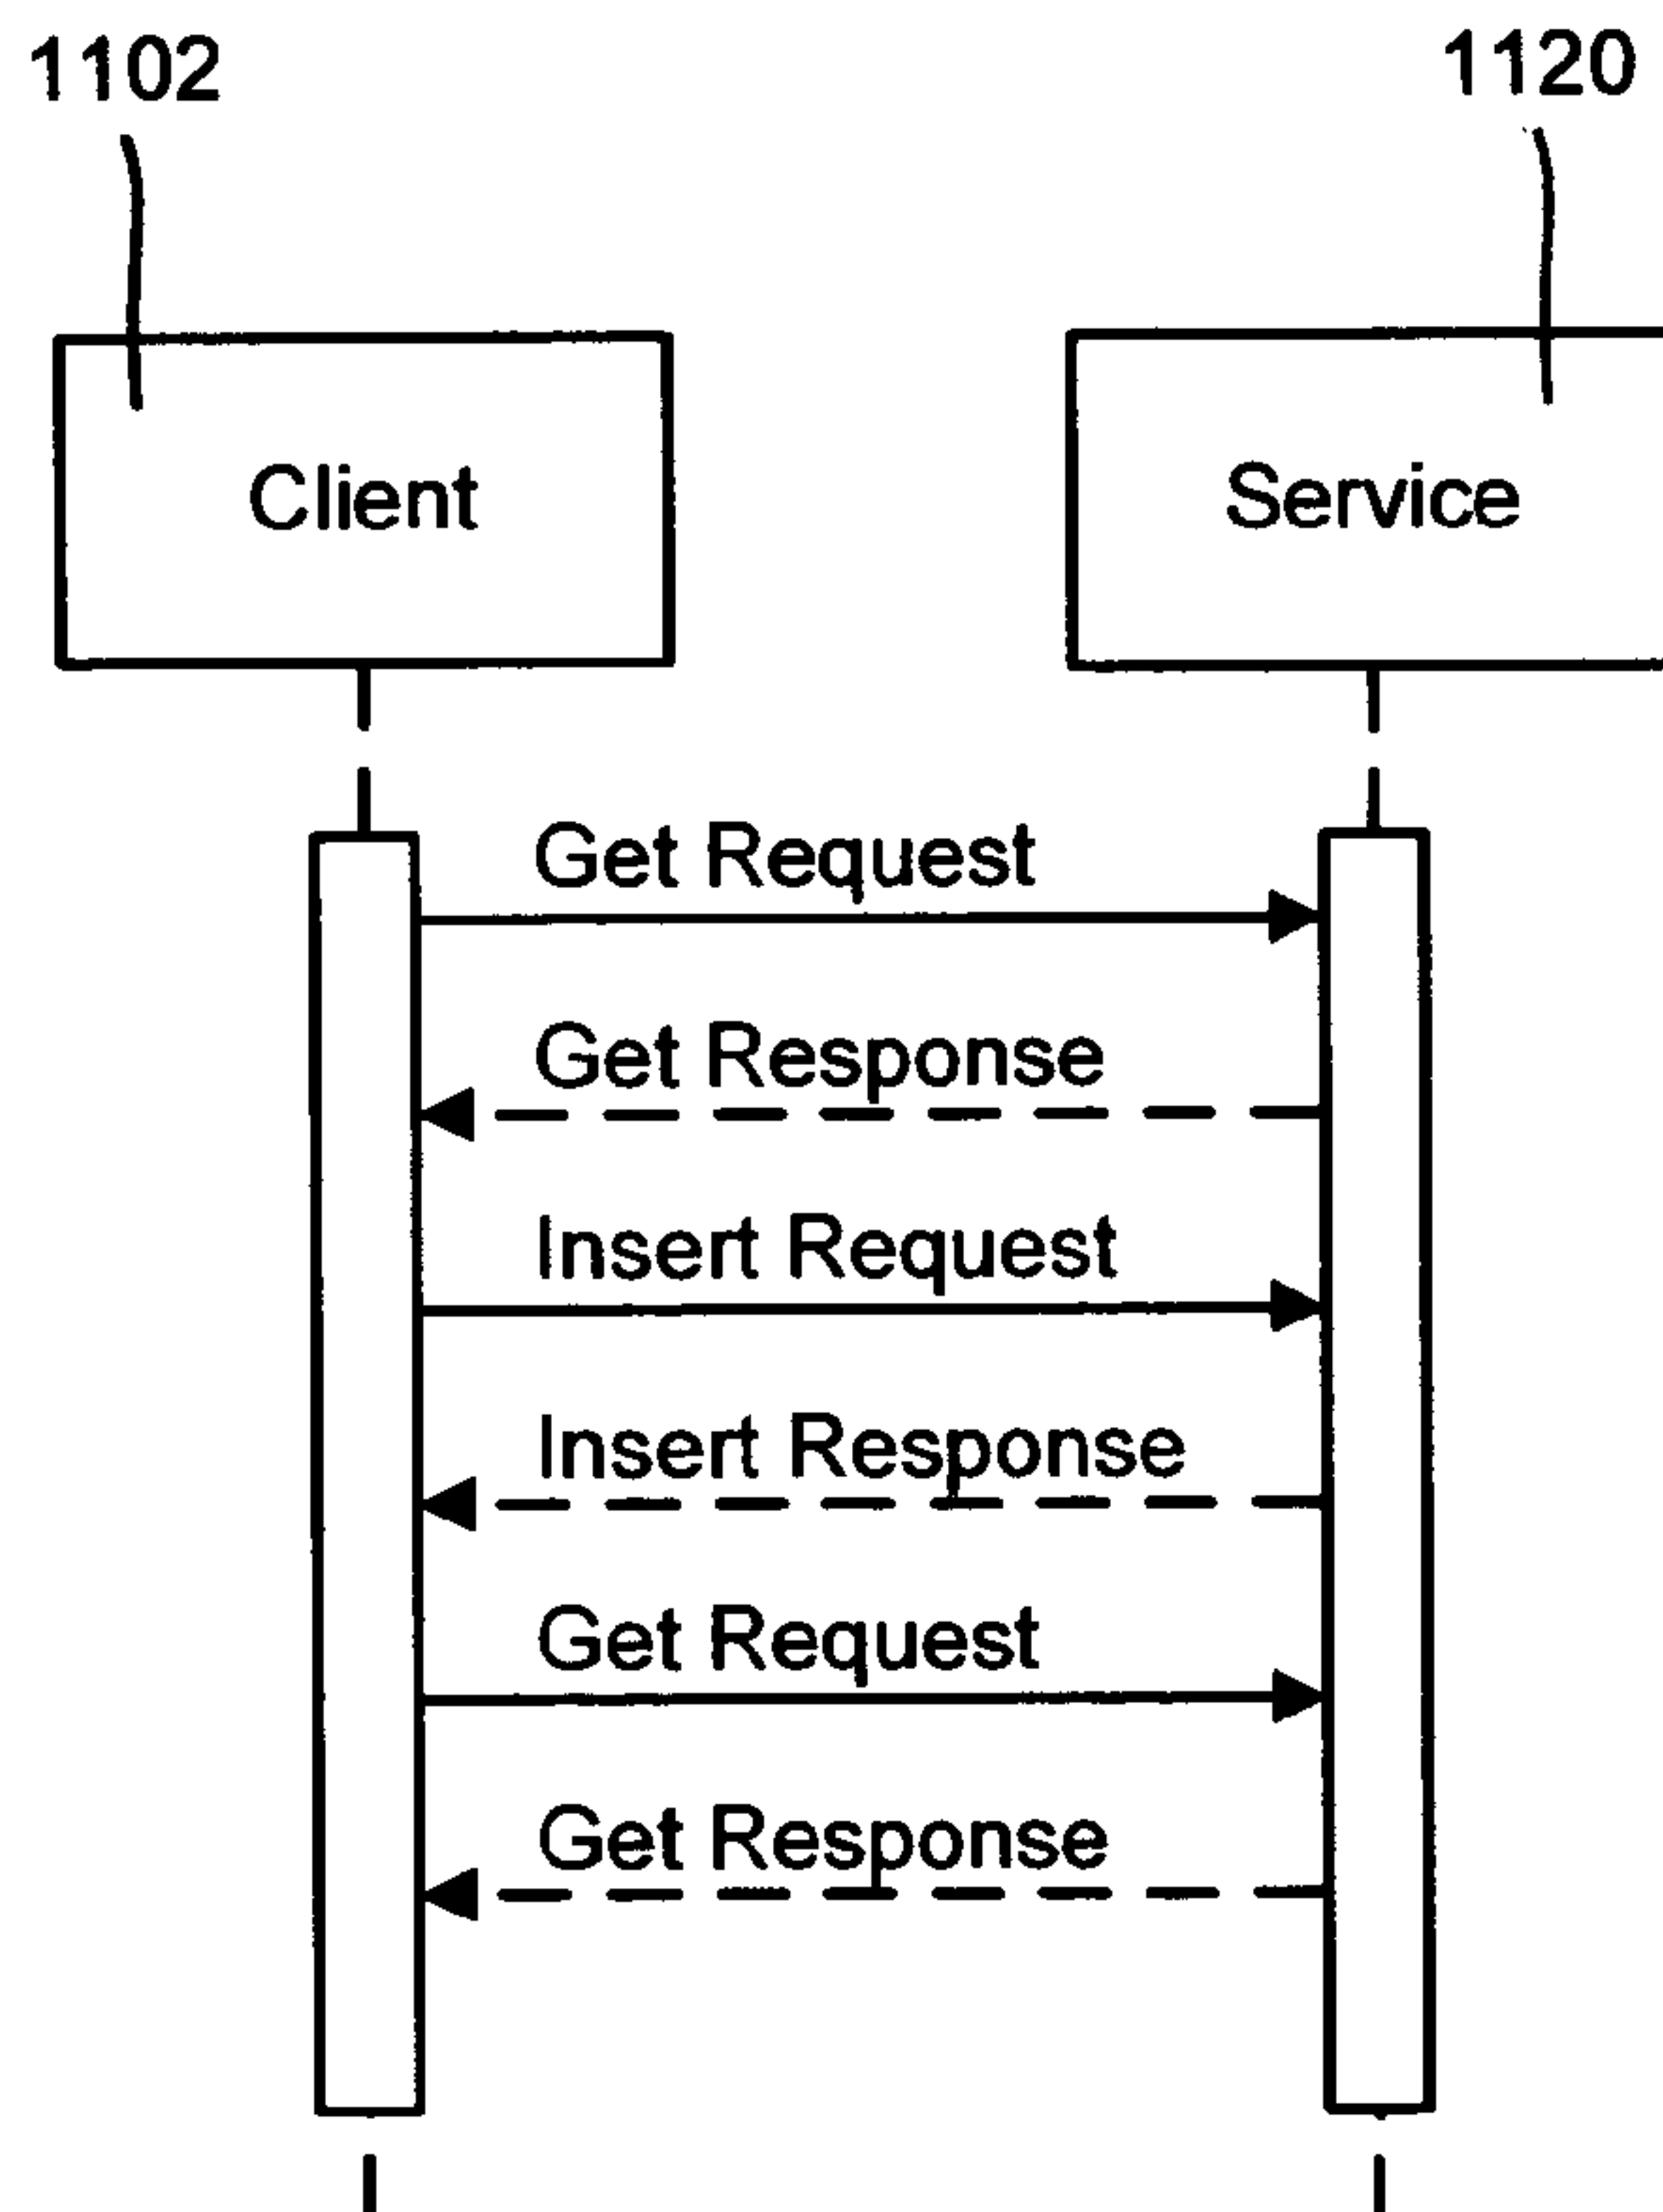 1102
1120
Client
Service
Get Request
Get Response
Insert Request
Insert Response
Get Request
Get Response